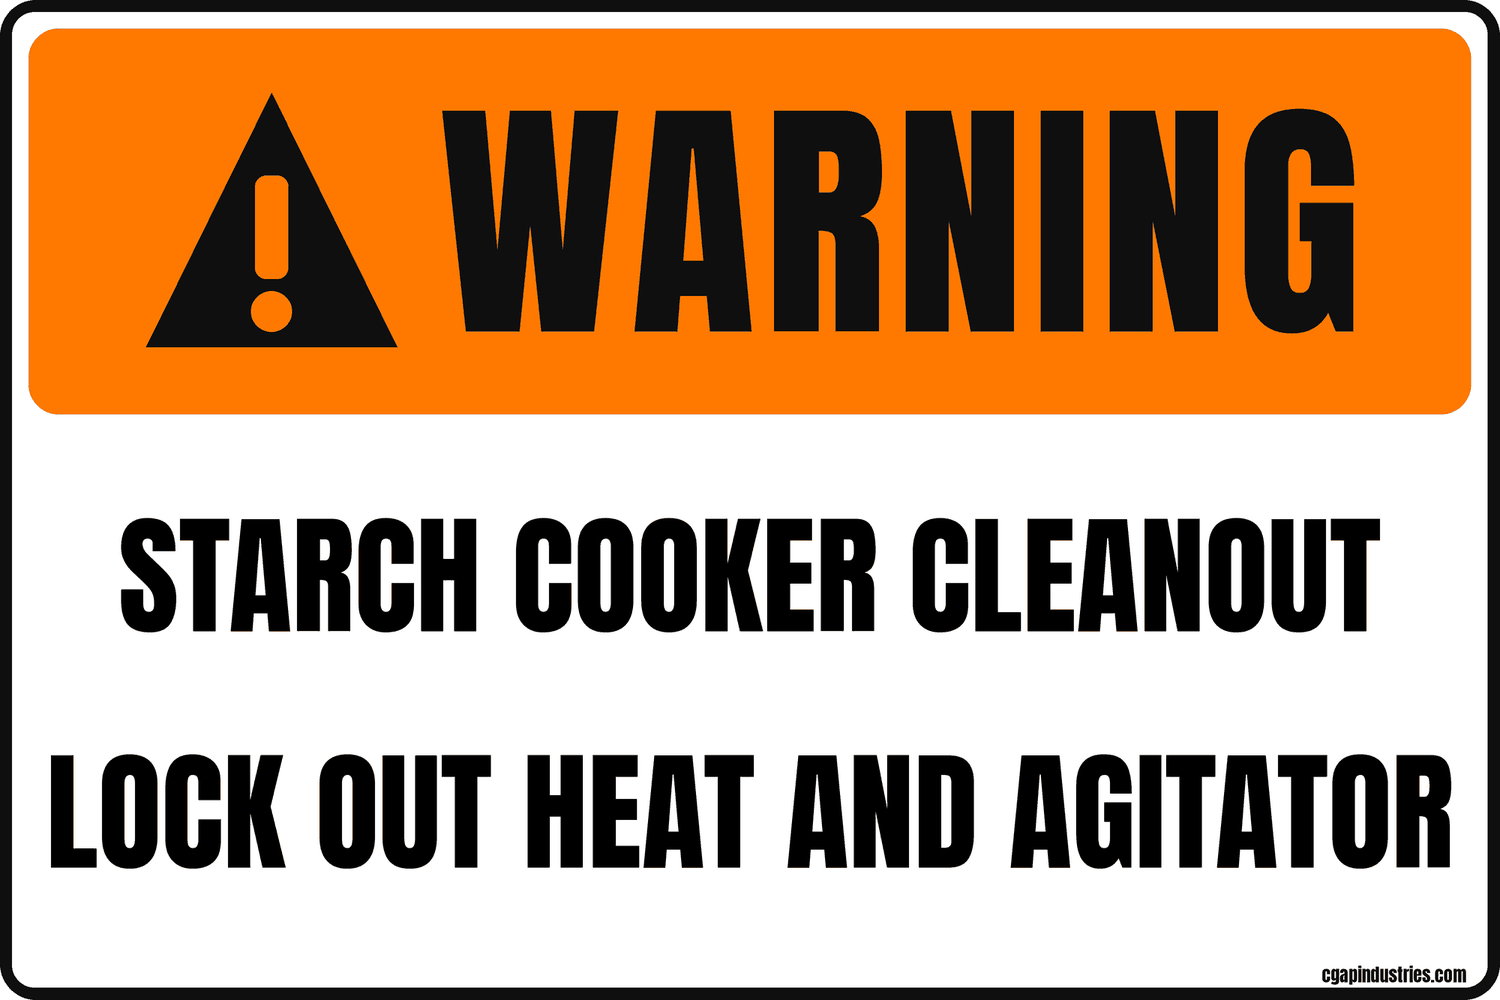 WARNING
STARCH COOKER CLEANOUT
LOCK OUT HEAT AND AGITATOR
cgapindustries.com